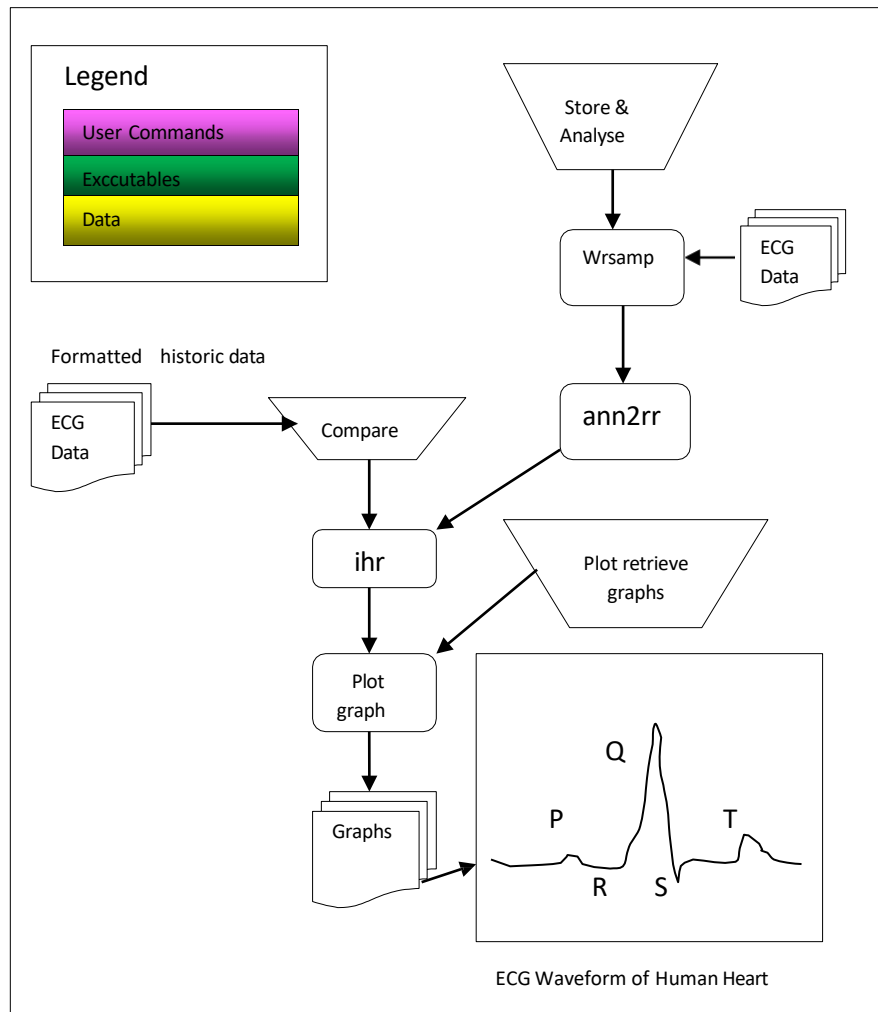 Legend
User Commands
Exccutables
Data
Store &
Analyse
Wrsamp
ECG
Data
Formatted historic data
ECG
Data
Compare
ann2rr
ihr
Plot retrieve
graphs
Plot
graph
Graphs
Q
P
T
R
S
ECG Waveform of Human Heart